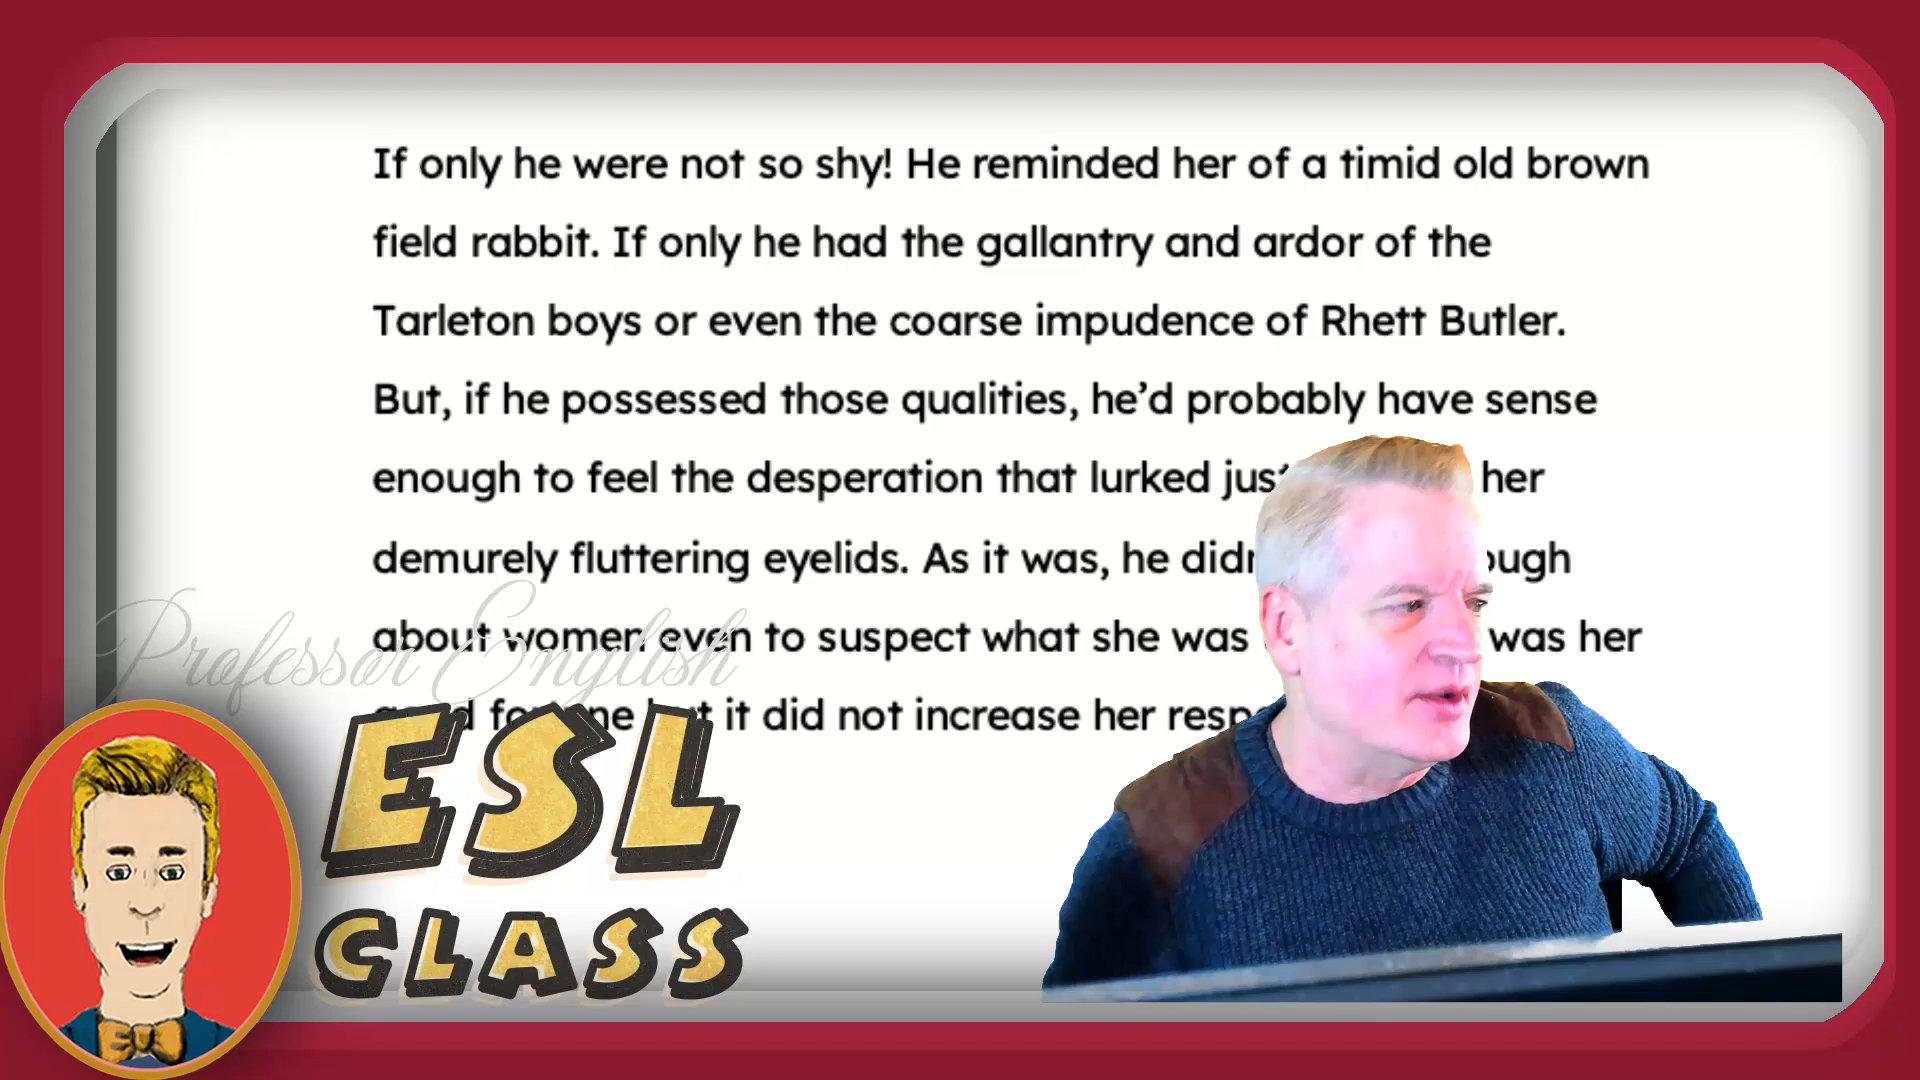 If only he were not so shy! He reminded her of a timid old brown
field rabbit. If only he had the gallantry and ardor of the
Tarleton boys or even the coarse impudence of Rhett Butler.
But, if he possessed those qualities, he’d probably have sense
enough to feel the desperation that lurked just her
demurely fluttering eyelids. As it was, he
about women even to suspect what she was was her
it did not increase her
Professor English
ESL
CLASS